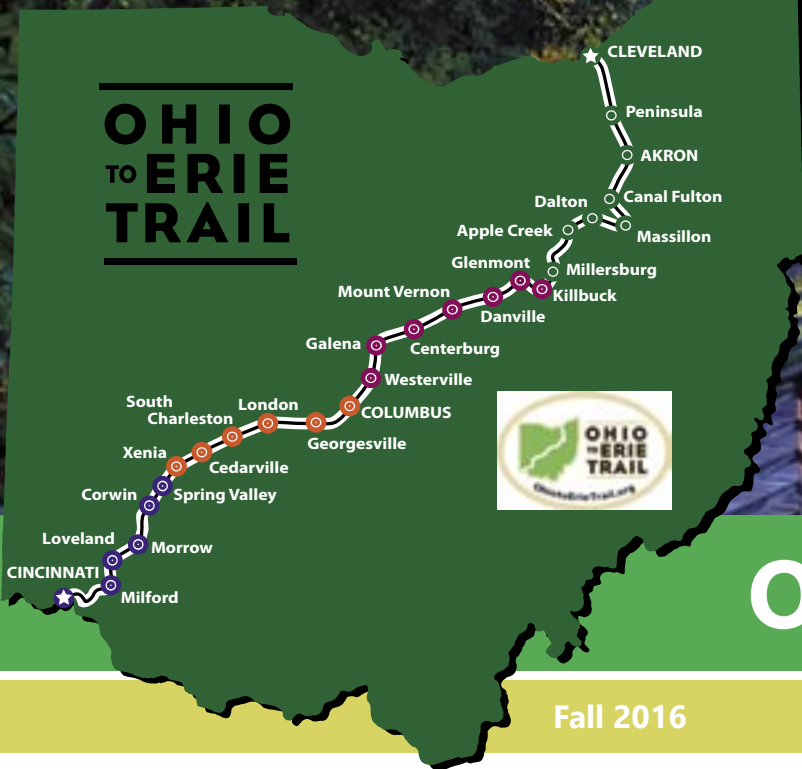 OHIO
TO ERIE
TRAIL
CLEVELAND
Peninsula
AKRON
Canal Fulton
Dalton
Massillon
Apple Creek
Millersburg
Glenmont
Killbuck
Mount Vernon
Danville
Galena
Centerburg
Westerville
South
Charleston
London
COLUMBUS
Georgesville
Xenia
Cedarville
Corwin
Spring Valley
Loveland
Morrow
CINCINNATI
Milford
OHIO
TO ERIE
TRAIL
OhiotoErieTrail.org
O
Fall 2016